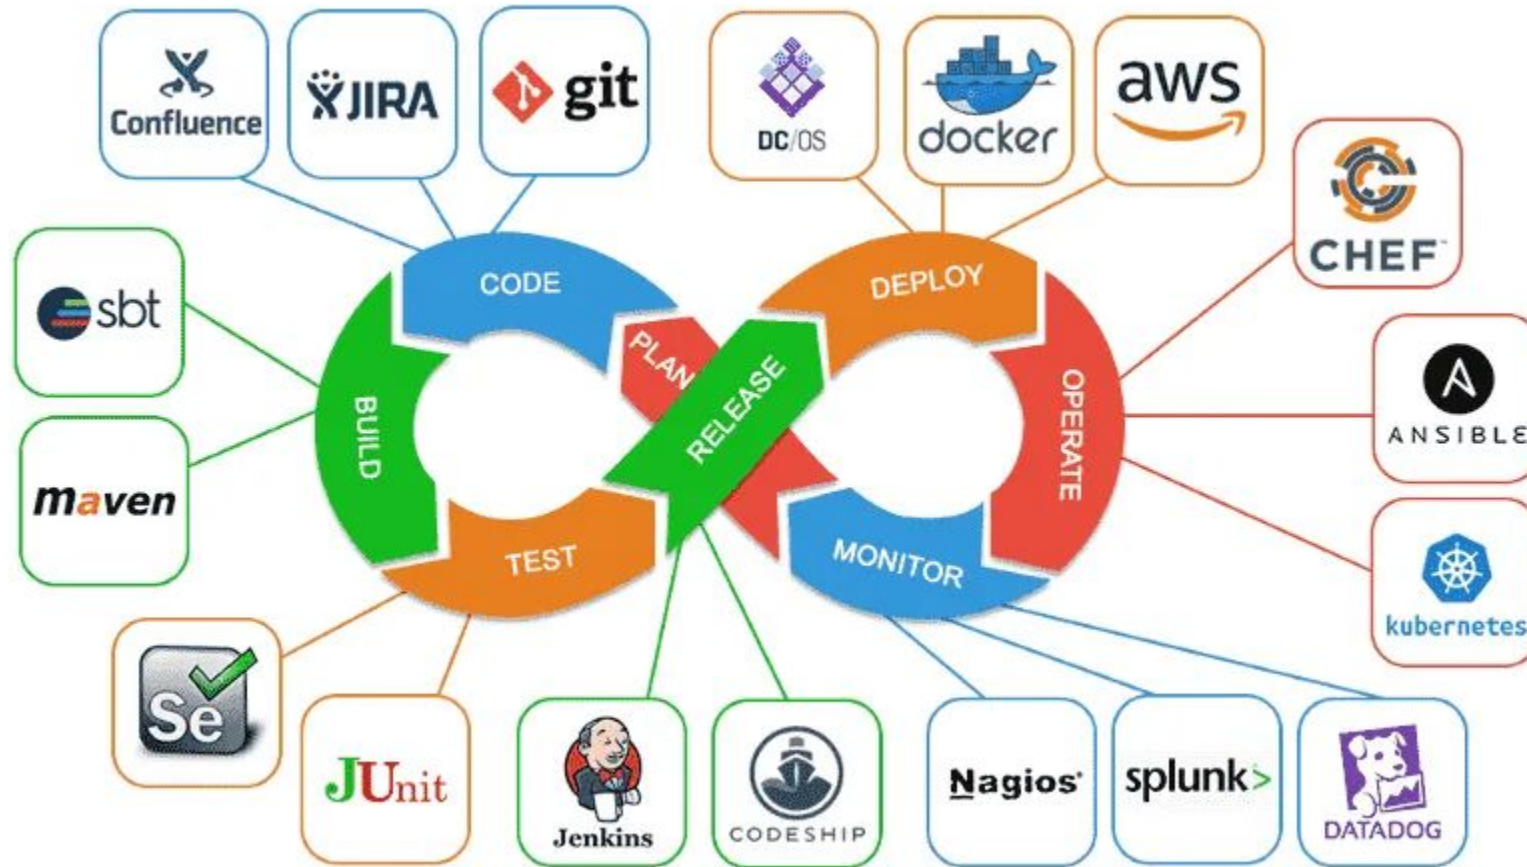 Confluence
JIRA
git
DC/OS
docker
aws
CHEF™
sbt
CODE
DEPLOY
PLAN
RELEASE
OPERATE
ANSIBLE
BUILD
maven
TEST
MONITOR
kubernetes
Se
JUnit
Jenkins
CODESHIP
Nagios®
splunk>
DATADOG